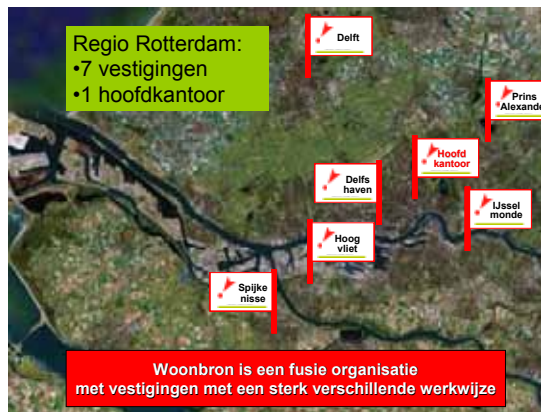 Regio Rotterdam:
•7 vestigingen
•1 hoofdkantoor
Delft
Prins
Alexande
Hoofd
kantoor
Delfs
haven
IJssel
monde
Hoog
vliet
Spijke
nisse
Woonbron is een fusie organisatie
met vestigingen met een sterk verschillende werkwijze